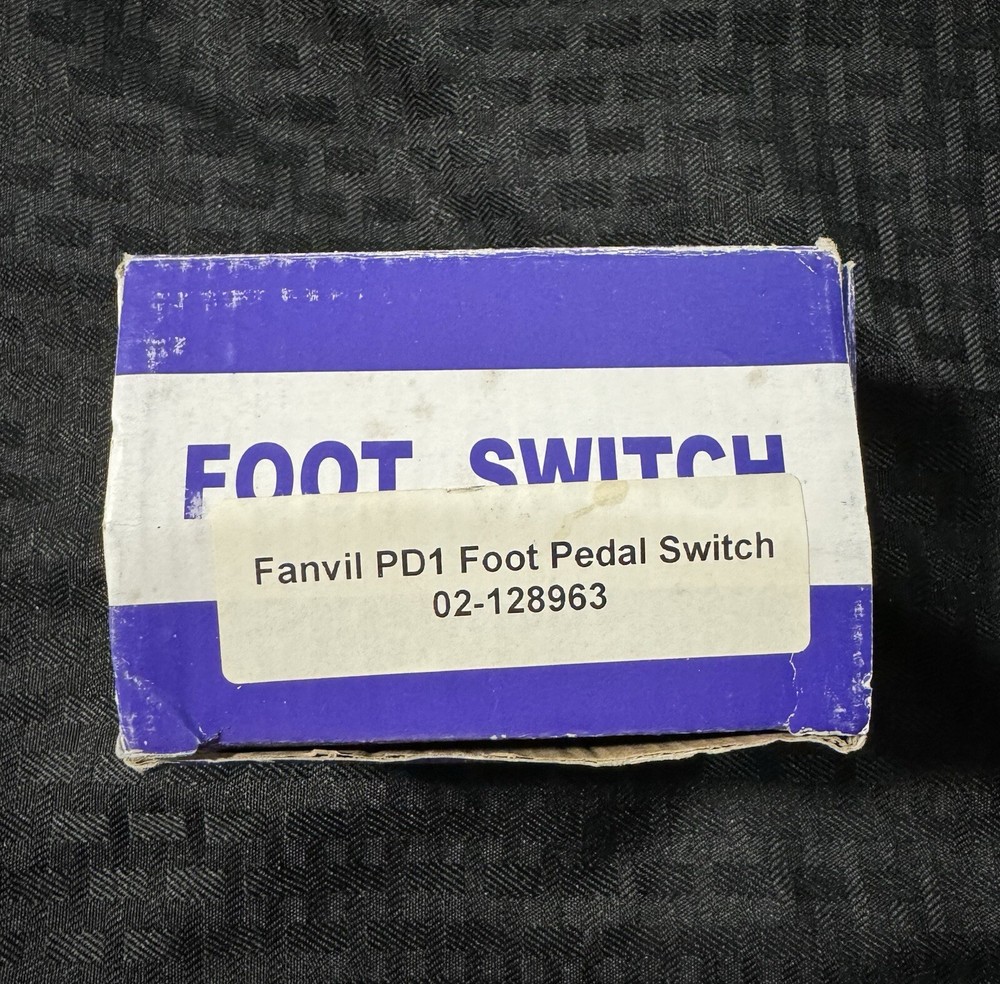 FOOT SWITCH
Fanvil PD1 Foot Pedal Switch
02-128963